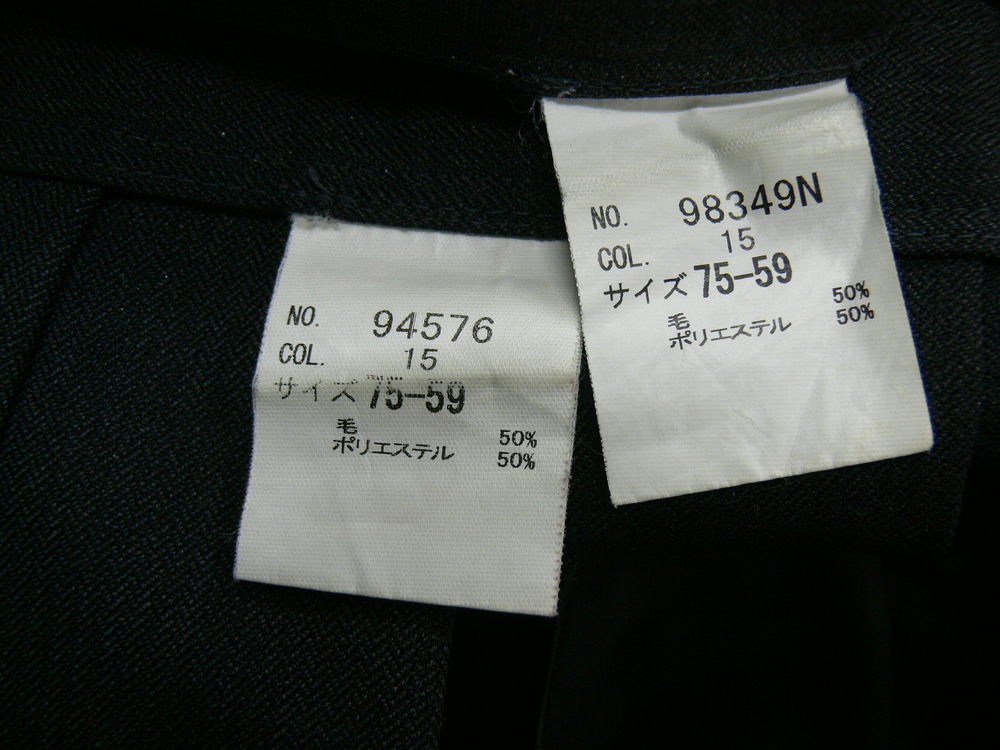 NO. 94576
COL. 15
サイズ 75-59
毛 50%
ポリエステル 50%
NO. 98349N
COL. 15
サイズ 75-59
毛 50%
ポリエステル 50%